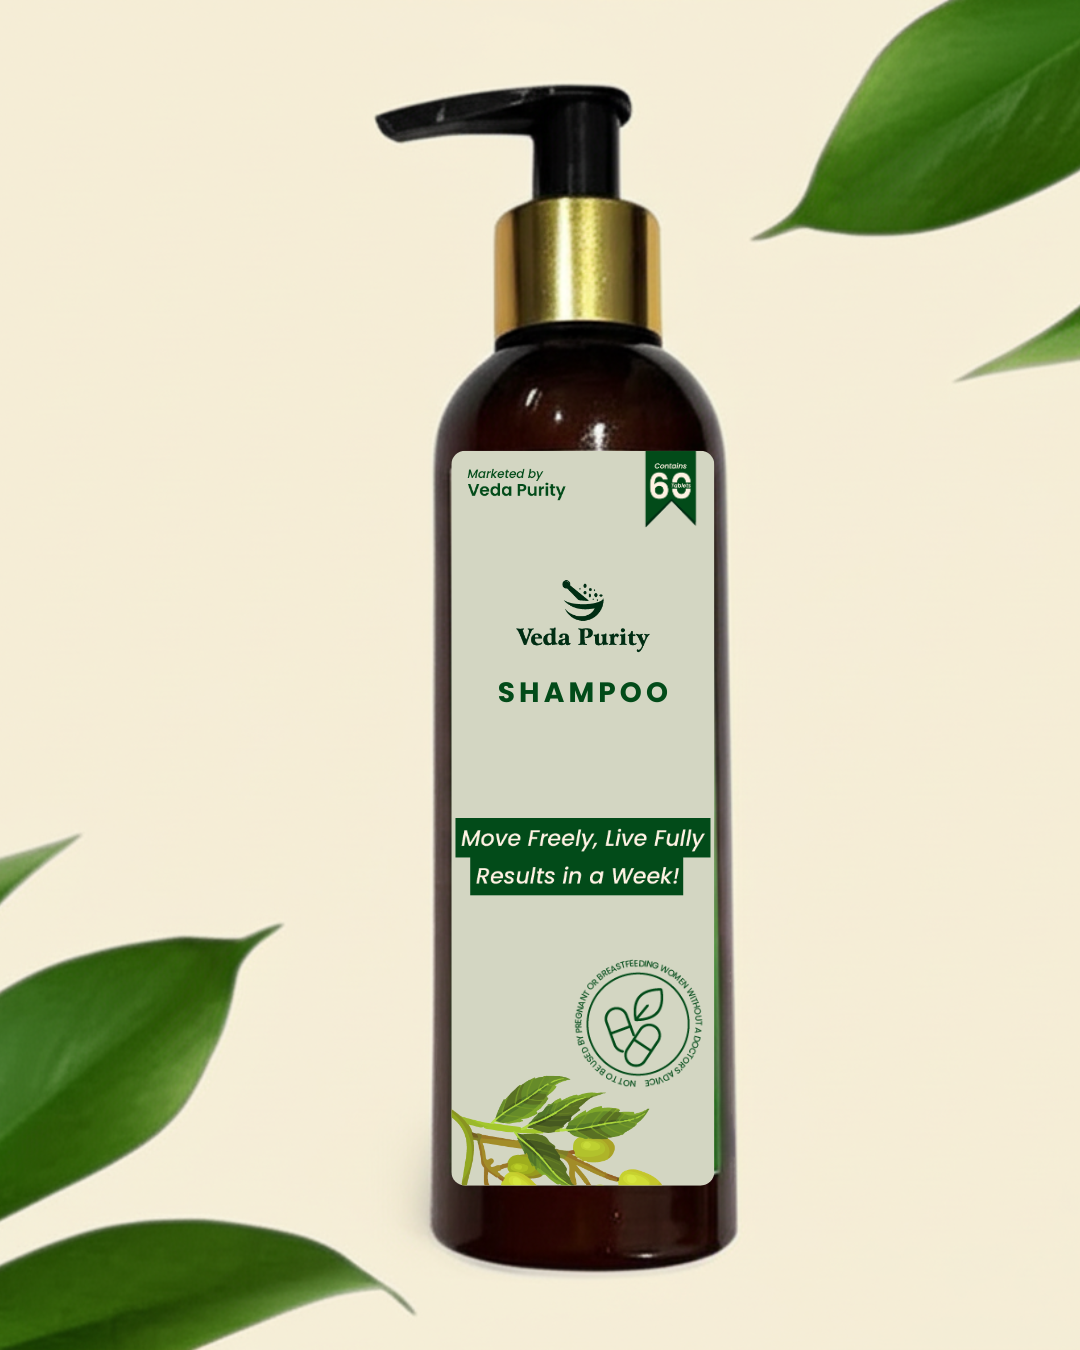 Marketed by
Veda Purity
Contains
60
Tablets
Veda Purity
SHAMPOO
Move Freely, Live Fully
Results in a Week!
NOT TO BE USED BY PREGNANT OR BREASTFEEDING WOMEN WITHOUT A DOCTOR'S ADVICE